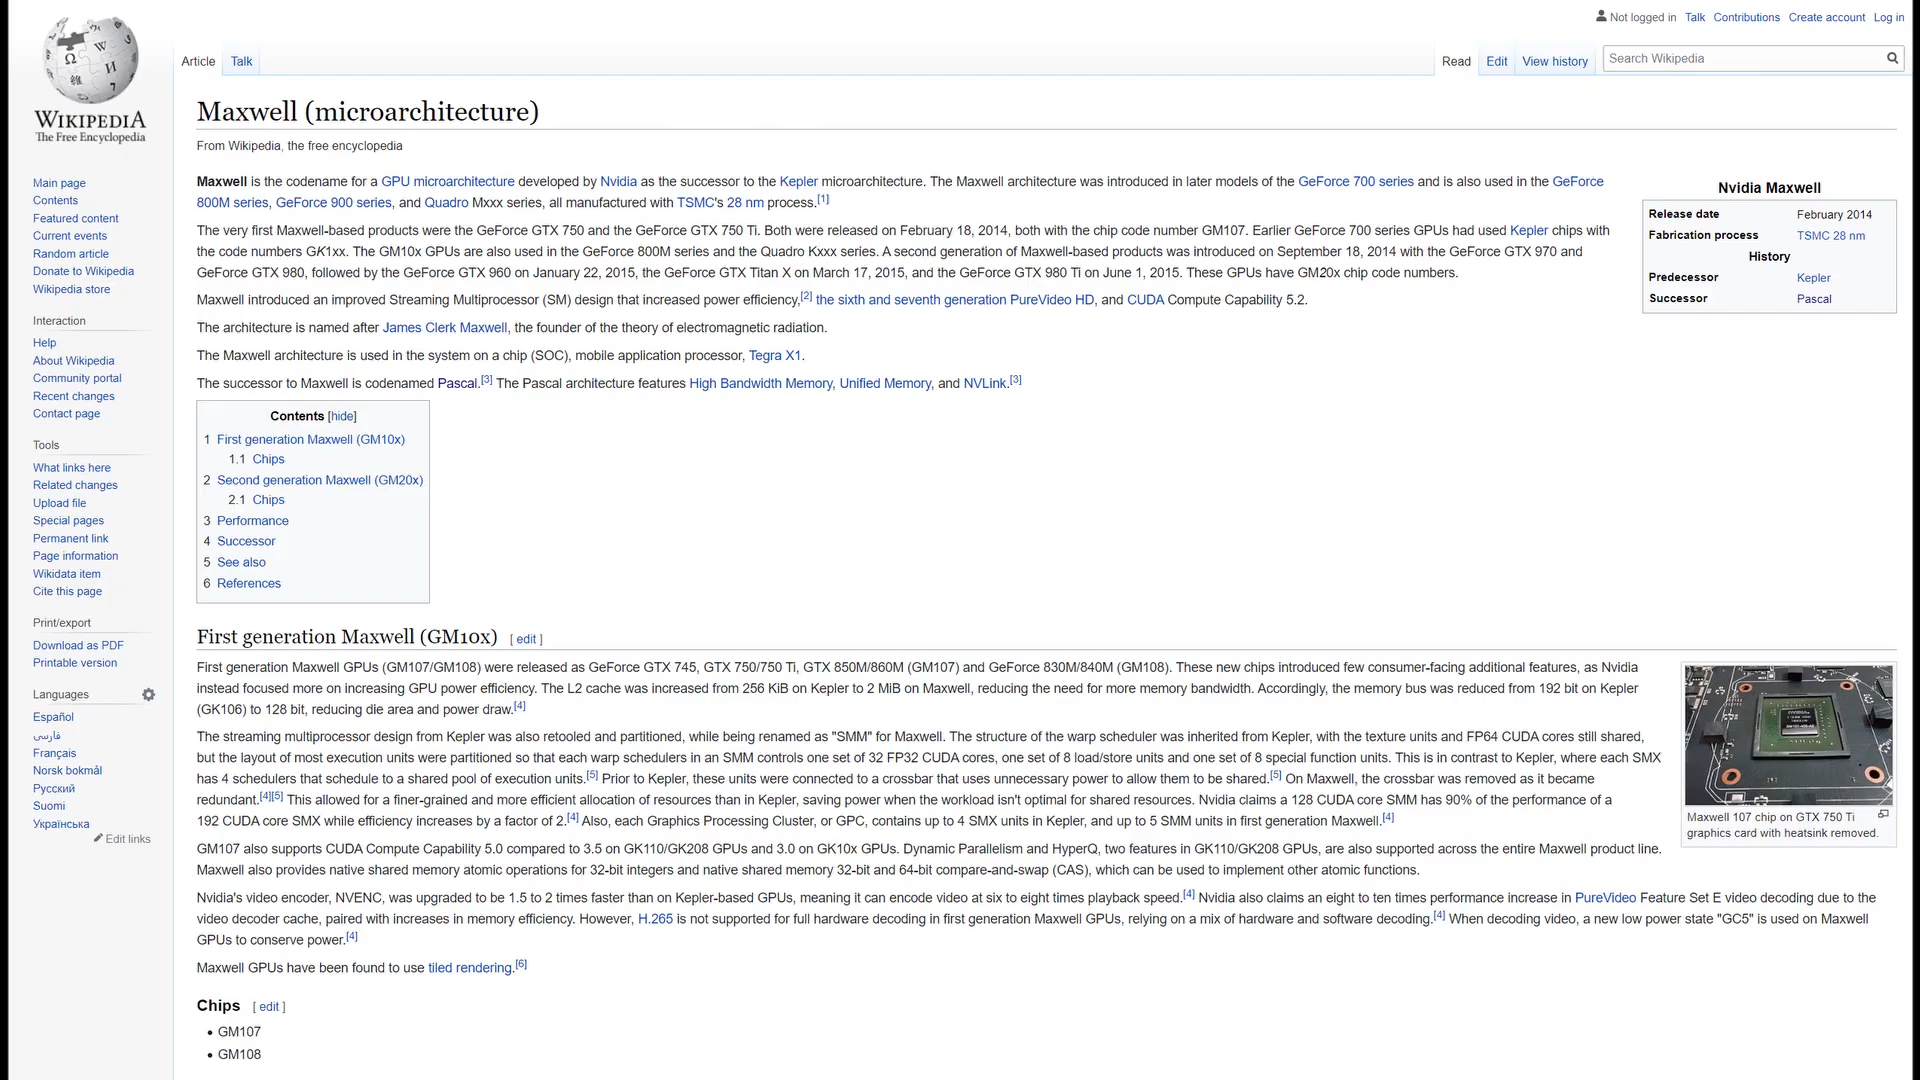 Not logged in Talk Contributions Create account Log in
Article Talk Read Edit View history Search Wikipedia
WIKIPEDIA
The Free Encyclopedia
Main page
Contents
Featured content
Current events
Random article
Donate to Wikipedia
Wikipedia store
Interaction
Help
About Wikipedia
Community portal
Recent changes
Contact page
Tools
What links here
Related changes
Upload file
Special pages
Permanent link
Page information
Wikidata item
Cite this page
Print/export
Download as PDF
Printable version
Languages
Español
فارسی
Français
Norsk bokmål
Русский
Suomi
Українська
Edit links
Maxwell (microarchitecture)
From Wikipedia, the free encyclopedia
Maxwell is the codename for a GPU microarchitecture developed by Nvidia as the successor to the Kepler microarchitecture. The Maxwell architecture was introduced in later models of the GeForce 700 series and is also used in the GeForce
800M series, GeForce 900 series, and Quadro Mxxx series, all manufactured with TSMC's 28 nm process.[1]
The very first Maxwell-based products were the GeForce GTX 750 and the GeForce GTX 750 Ti. Both were released on February 18, 2014, both with the chip code number GM107. Earlier GeForce 700 series GPUs had used Kepler chips with
the code numbers GK1xx. The GM10x GPUs are also used in the GeForce 800M series and the Quadro Kxxx series. A second generation of Maxwell-based products was introduced on September 18, 2014 with the GeForce GTX 970 and
GeForce GTX 980, followed by the GeForce GTX 960 on January 22, 2015, the GeForce GTX Titan X on March 17, 2015, and the GeForce GTX 980 Ti on June 1, 2015. These GPUs have GM20x chip code numbers.
Maxwell introduced an improved Streaming Multiprocessor (SM) design that increased power efficiency,[2] the sixth and seventh generation PureVideo HD, and CUDA Compute Capability 5.2.
The architecture is named after James Clerk Maxwell, the founder of the theory of electromagnetic radiation.
The Maxwell architecture is used in the system on a chip (SOC), mobile application processor, Tegra X1.
The successor to Maxwell is codenamed Pascal.[3] The Pascal architecture features High Bandwidth Memory, Unified Memory, and NVLink.[3]
Nvidia Maxwell
Release date February 2014
Fabrication process TSMC 28 nm
History
Predecessor Kepler
Successor Pascal
Contents [hide]
1 First generation Maxwell (GM10x)
1.1 Chips
2 Second generation Maxwell (GM20x)
2.1 Chips
3 Performance
4 Successor
5 See also
6 References
First generation Maxwell (GM10x) [ edit ]
First generation Maxwell GPUs (GM107/GM108) were released as GeForce GTX 745, GTX 750/750 Ti, GTX 850M/860M (GM107) and GeForce 830M/840M (GM108). These new chips introduced few consumer-facing additional features, as Nvidia
instead focused more on increasing GPU power efficiency. The L2 cache was increased from 256 KiB on Kepler to 2 MiB on Maxwell, reducing the need for more memory bandwidth. Accordingly, the memory bus was reduced from 192 bit on Kepler
(GK106) to 128 bit, reducing die area and power draw.[4]
The streaming multiprocessor design from Kepler was also retooled and partitioned, while being renamed as "SMM" for Maxwell. The structure of the warp scheduler was inherited from Kepler, with the texture units and FP64 CUDA cores still shared,
but the layout of most execution units were partitioned so that each warp schedulers in an SMM controls one set of 32 FP32 CUDA cores, one set of 8 load/store units and one set of 8 special function units. This is in contrast to Kepler, where each SMX
has 4 schedulers that schedule to a shared pool of execution units.[5] Prior to Kepler, these units were connected to a crossbar that uses unnecessary power to allow them to be shared.[5] On Maxwell, the crossbar was removed as it became
redundant.[4][5] This allowed for a finer-grained and more efficient allocation of resources than in Kepler, saving power when the workload isn't optimal for shared resources. Nvidia claims a 128 CUDA core SMM has 90% of the performance of a
192 CUDA core SMX while efficiency increases by a factor of 2.[4] Also, each Graphics Processing Cluster, or GPC, contains up to 4 SMX units in Kepler, and up to 5 SMM units in first generation Maxwell.[4]
GM107 also supports CUDA Compute Capability 5.0 compared to 3.5 on GK110/GK208 GPUs and 3.0 on GK10x GPUs. Dynamic Parallelism and HyperQ, two features in GK110/GK208 GPUs, are also supported across the entire Maxwell product line.
Maxwell also provides native shared memory atomic operations for 32-bit integers and native shared memory 32-bit and 64-bit compare-and-swap (CAS), which can be used to implement other atomic functions.
Nvidia's video encoder, NVENC, was upgraded to be 1.5 to 2 times faster than on Kepler-based GPUs, meaning it can encode video at six to eight times playback speed.[4] Nvidia also claims an eight to ten times performance increase in PureVideo Feature Set E video decoding due to the
video decoder cache, paired with increases in memory efficiency. However, H.265 is not supported for full hardware decoding in first generation Maxwell GPUs, relying on a mix of hardware and software decoding.[4] When decoding video, a new low power state "GC5" is used on Maxwell
GPUs to conserve power.[4]
Maxwell GPUs have been found to use tiled rendering.[6]
Maxwell 107 chip on GTX 750 Ti
graphics card with heatsink removed.
Chips [ edit ]
• GM107
• GM108